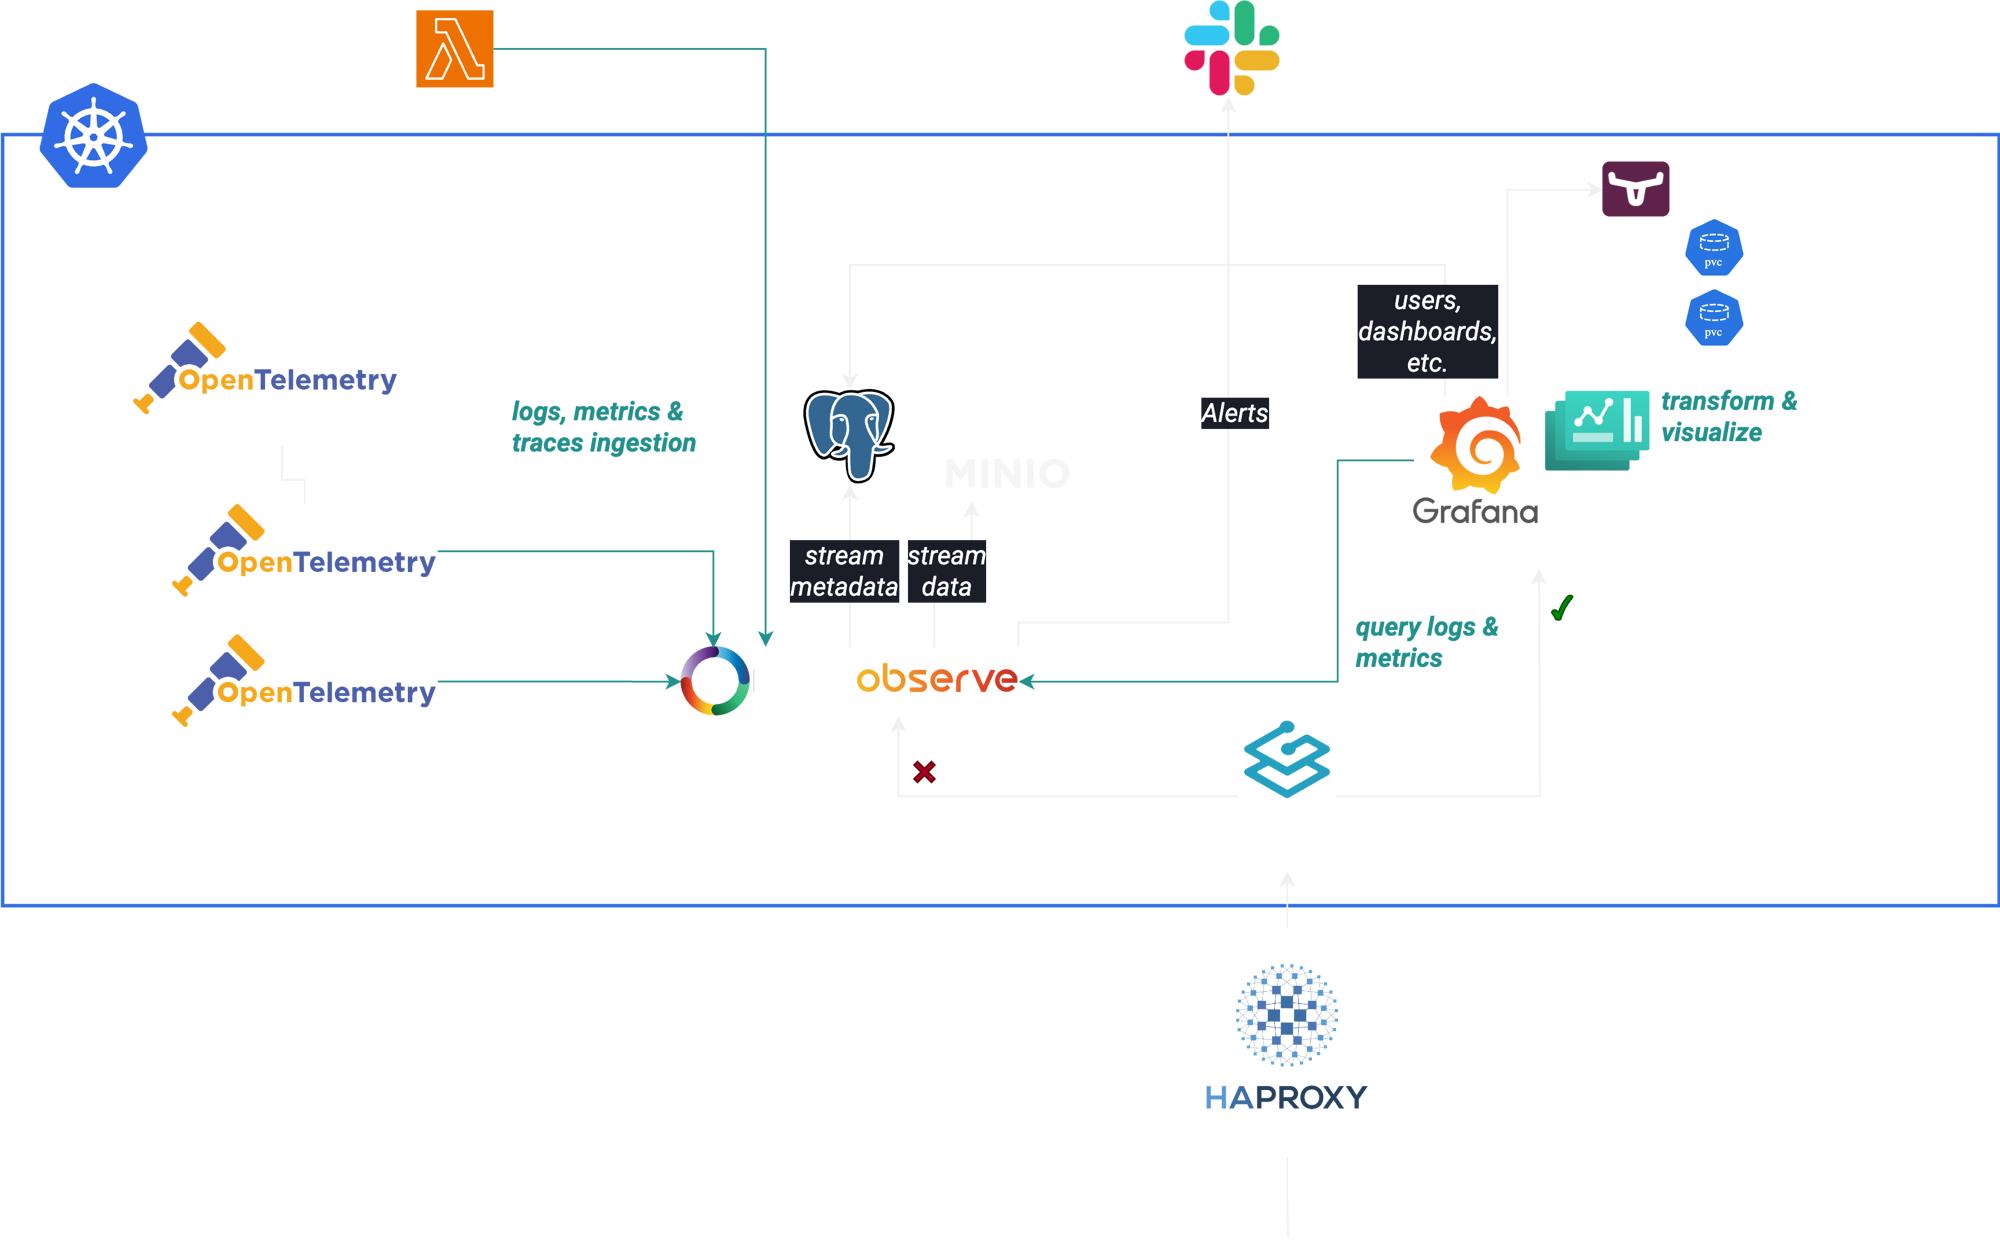 pvc
pvc
users,
dashboards,
etc.
OpenTelemetry
logs, metrics &
traces ingestion
Alerts
transform &
visualize
MINIO
Grafana
OpenTelemetry
stream
metadata
stream
data
query logs &
metrics
OpenTelemetry
observe
HAPROXY